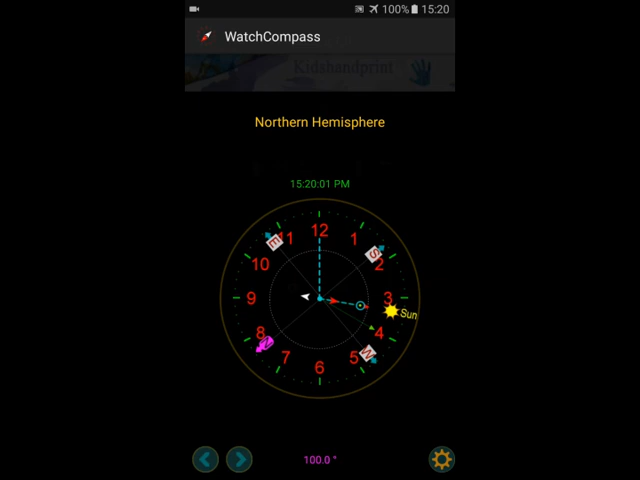 100% 15:20
WatchCompass
Kidshandprint
Northern Hemisphere
15:20:01 PM
12
11 1
E S
10 2
9 3
Sun
8 4
N W
7 5
6
100.0 °